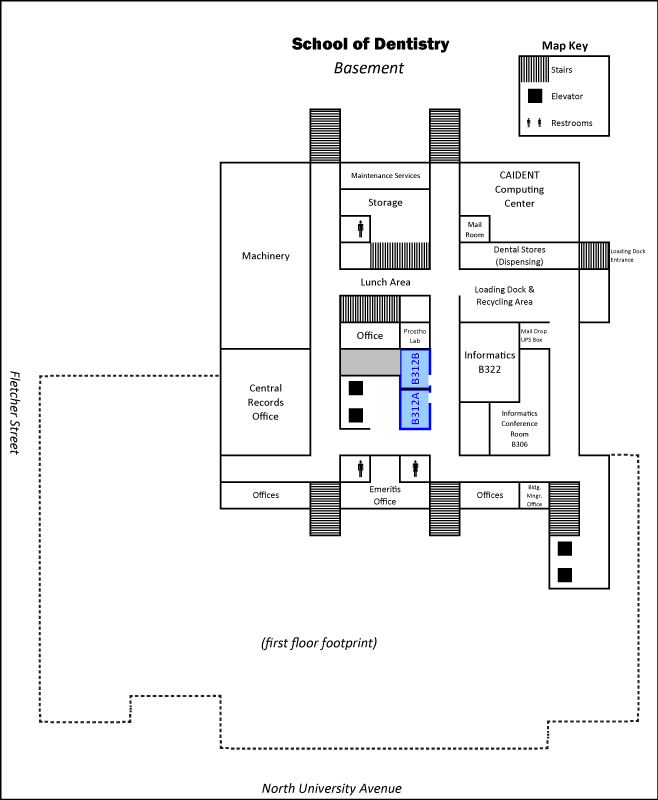 School of Dentistry
Basement
Map Key
Stairs
Elevator
Restrooms
Maintenance Services
Storage
CAIDENT
Computing
Center
Mail
Room
Machinery
Dental Stores
(Dispensing)
Loading Dock
Entrance
Lunch Area
Loading Dock &
Recycling Area
Office
Prostho
Lab
Mail Drop
UPS Box
Informatics
B322
B312B
B312A
Central
Records
Office
Informatics
Conference
Room
B306
Fletcher Street
Offices
Emeritis
Office
Offices
Bldg.
Mngr.
Office
(first floor footprint)
North University Avenue